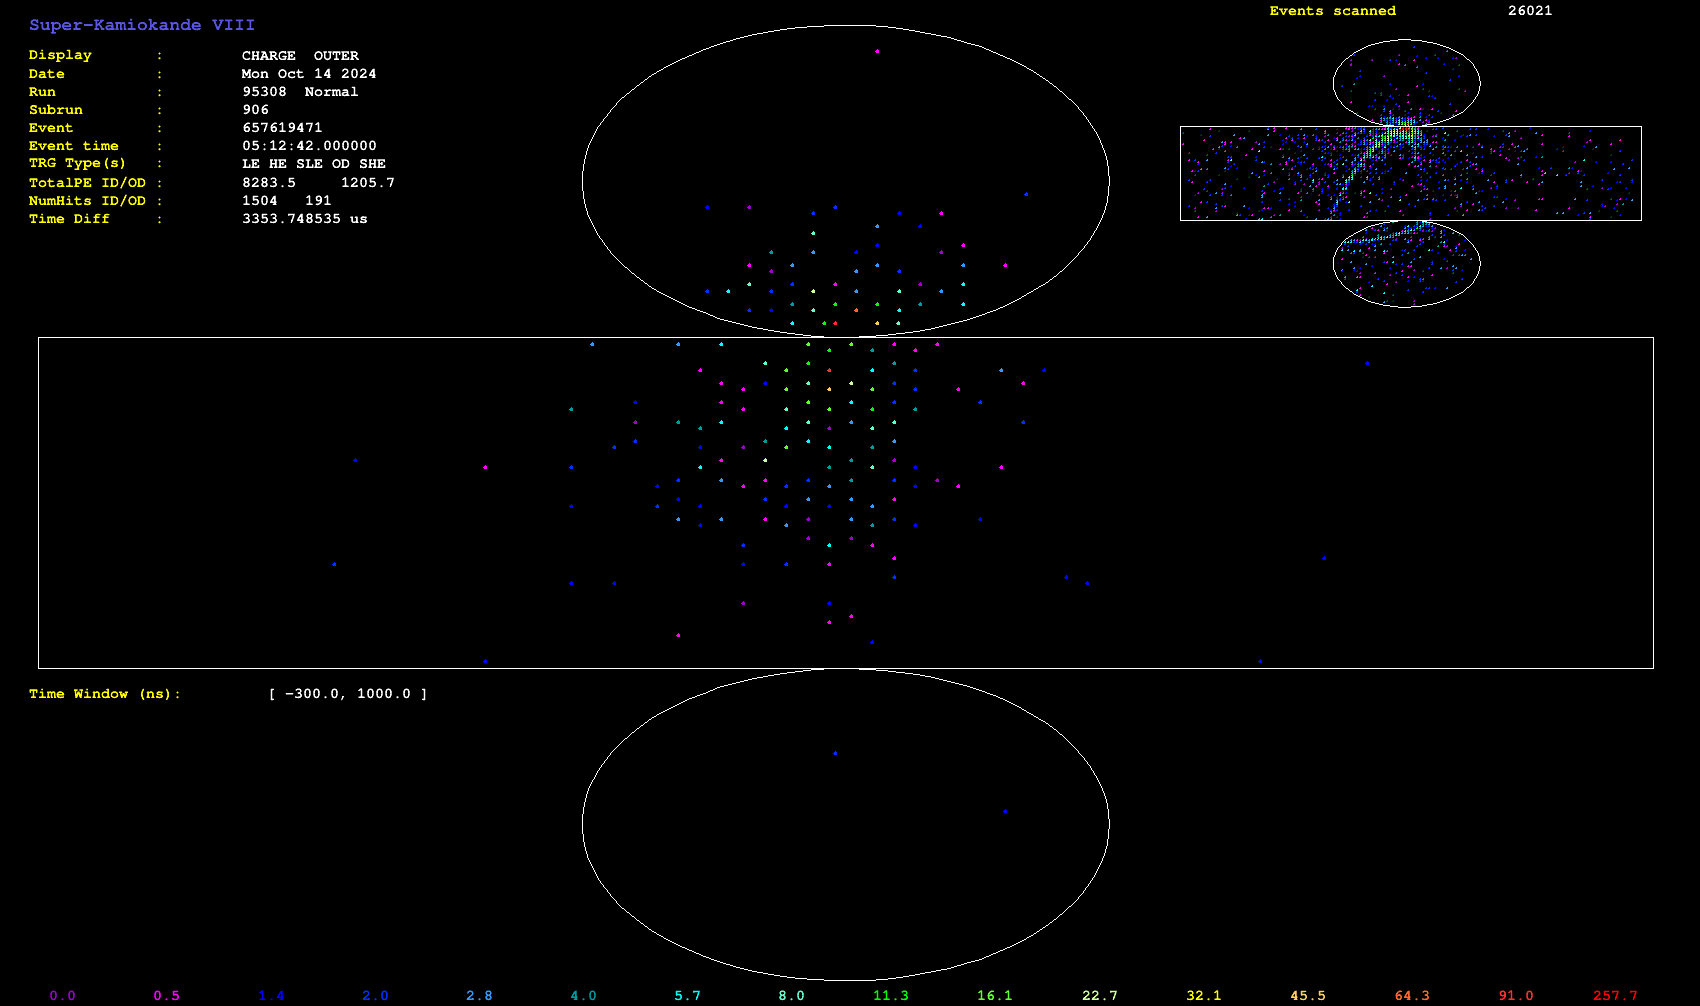 Super-Kamiokande VIII
Events scanned 26021
Display : CHARGE OUTER
Date : Mon Oct 14 2024
Run : 95308 Normal
Subrun : 906
Event : 657619471
Event time : 05:12:42.000000
TRG Type(s) : LE HE SLE OD SHE
TotalPE ID/OD : 8283.5 1205.7
NumHits ID/OD : 1504 191
Time Diff : 3353.748535 us
Time Window (ns): [ -300.0, 1000.0 ]
0.0 0.5 1.4 2.0 2.8 4.0 5.7 8.0 11.3 16.1 22.7 32.1 45.5 64.3 91.0 257.7